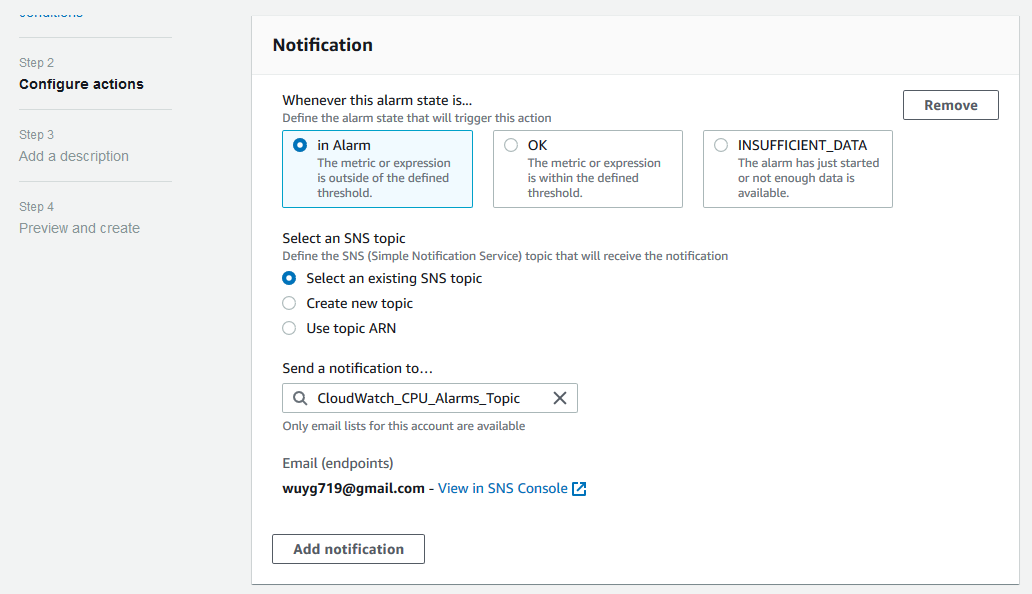 conditions
Step 2
Configure actions
Step 3
Add a description
Step 4
Preview and create
Notification
Whenever this alarm state is...
Define the alarm state that will trigger this action
Remove
in Alarm
The metric or expression
is outside of the defined
threshold.
OK
The metric or expression
is within the defined
threshold.
INSUFFICIENT_DATA
The alarm has just started
or not enough data is
available.
Select an SNS topic
Define the SNS (Simple Notification Service) topic that will receive the notification
Select an existing SNS topic
Create new topic
Use topic ARN
Send a notification to…
CloudWatch_CPU_Alarms_Topic
Only email lists for this account are available
Email (endpoints)
wuyg719@gmail.com - View in SNS Console
Add notification